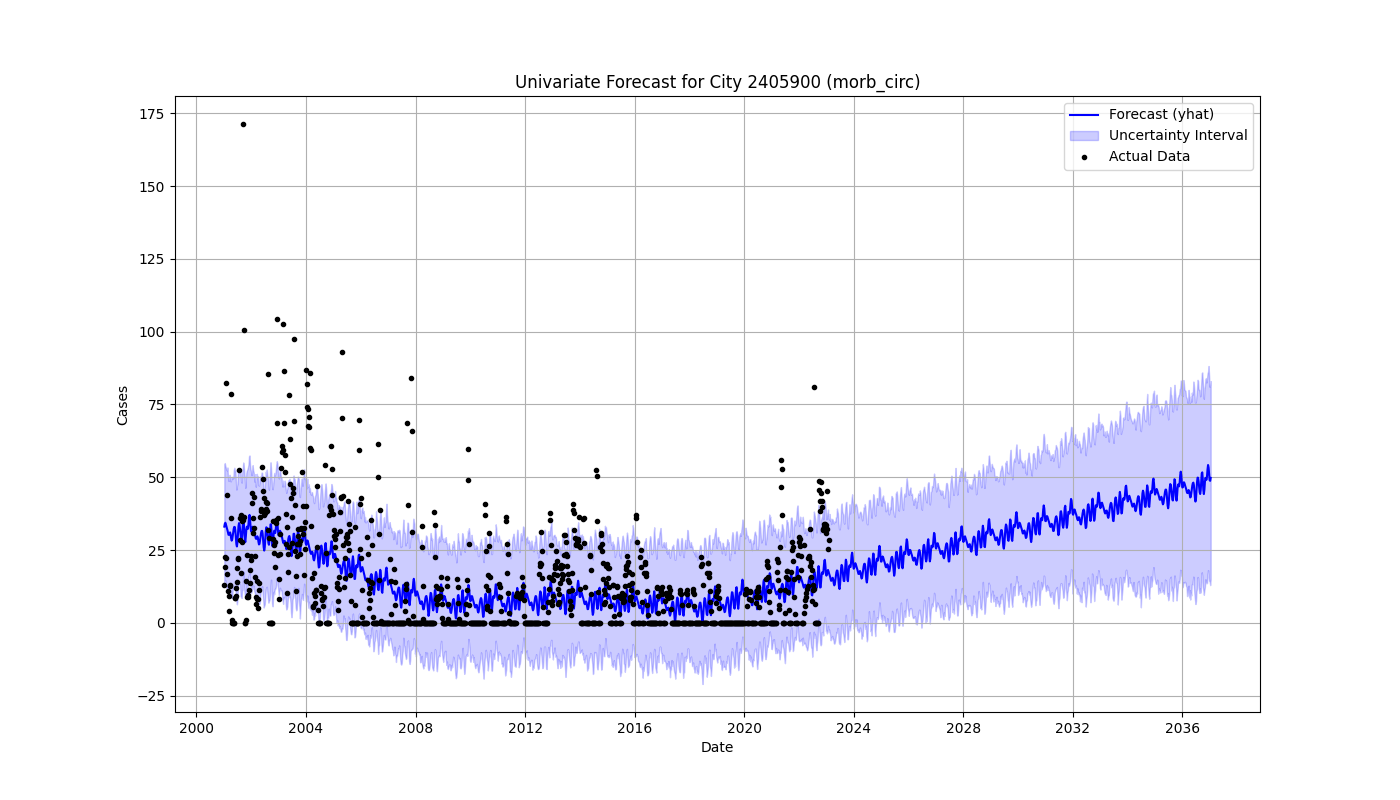 Univariate Forecast for City 2405900 (morb_circ)
Forecast (yhat)
Uncertainty Interval
Actual Data
175
150
125
100
75
50
25
0
−25
Cases
2000 2004 2008 2012 2016 2020 2024 2028 2032 2036
Date